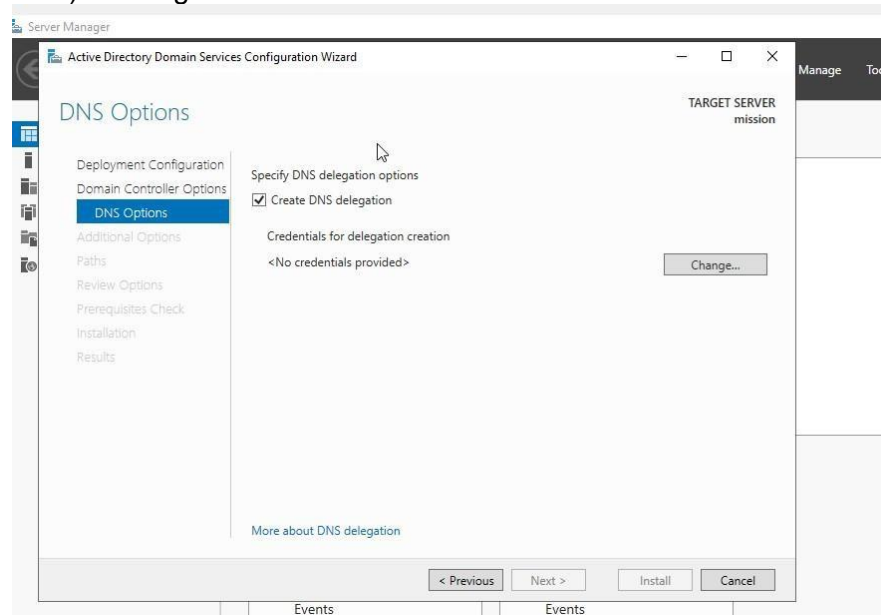 Server Manager
Active Directory Domain Services Configuration Wizard
Manage
DNS Options
TARGET SERVER
mission
Deployment Configuration
Domain Controller Options
DNS Options
Additional Options
Paths
Review Options
Prerequisites Check
Installation
Results
Specify DNS delegation options
Create DNS delegation
Credentials for delegation creation
<No credentials provided>
Change...
More about DNS delegation
< Previous
Next >
Install
Cancel
Events
Events